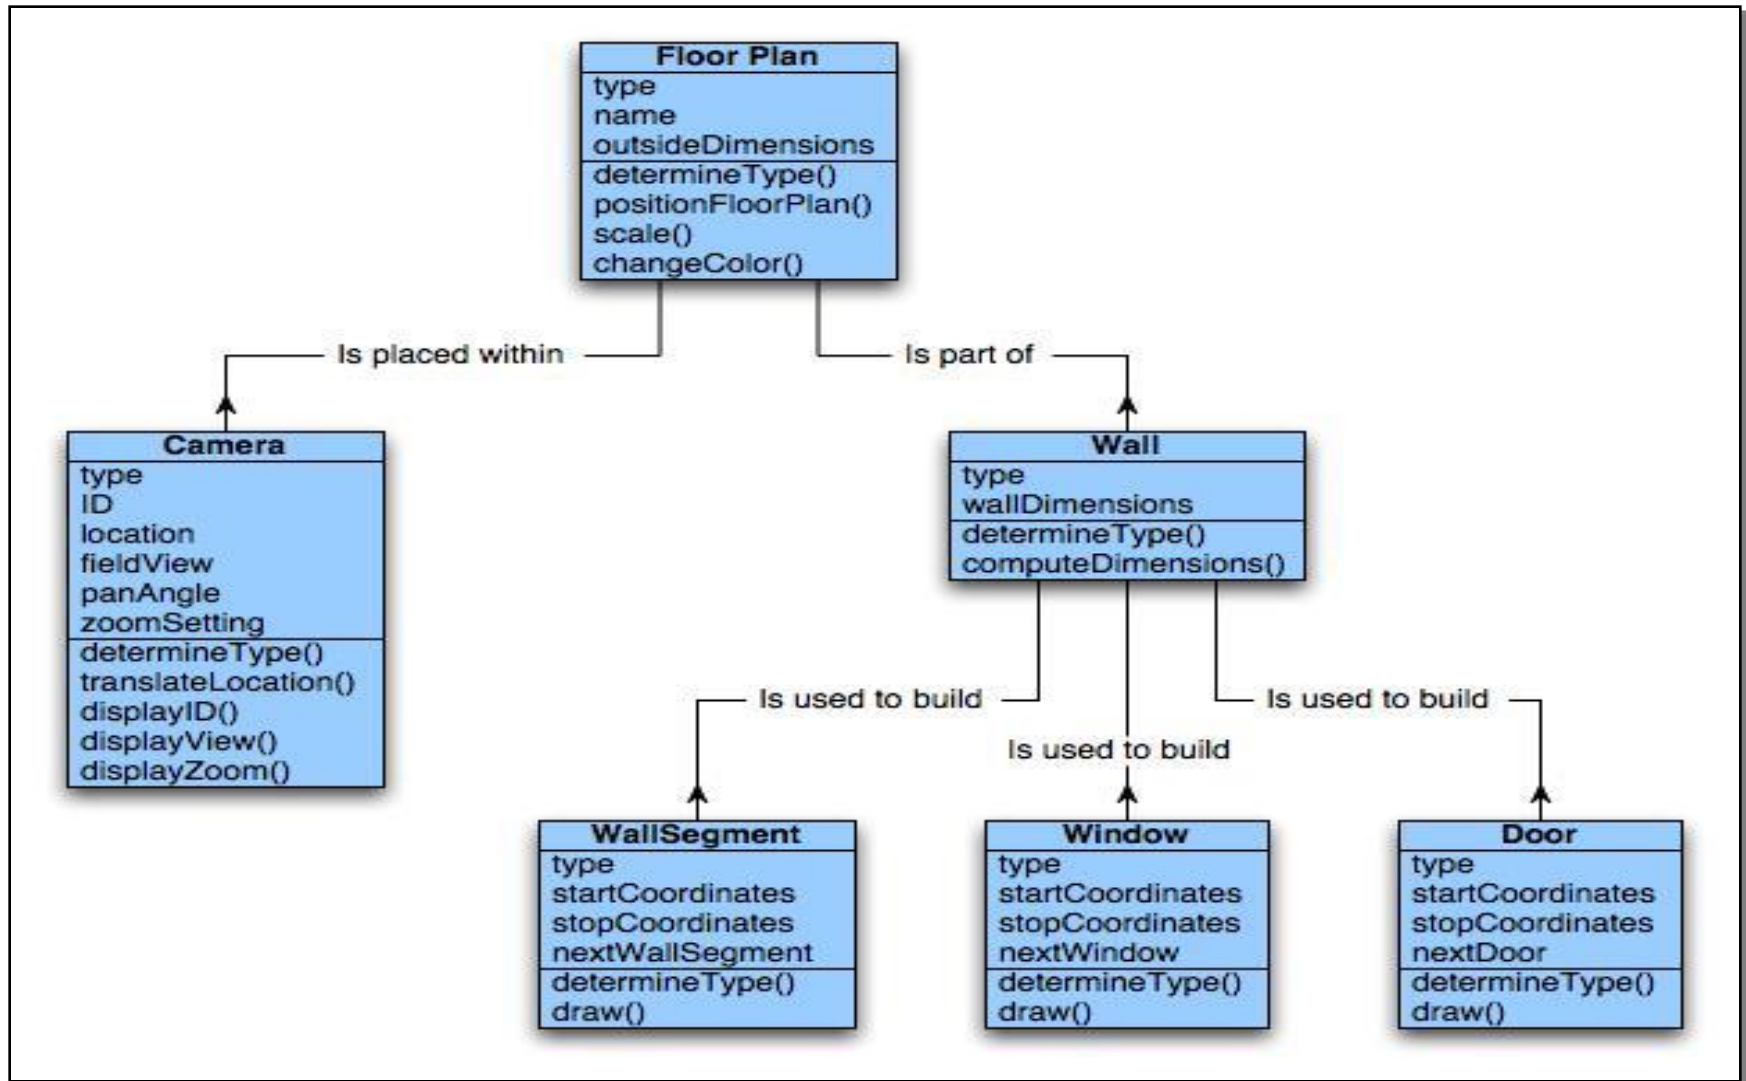 Floor Plan
type
name
outsideDimensions
determineType()
positionFloorPlan()
scale()
changeColor()
Is placed within
Is part of
Camera
type
ID
location
fieldView
panAngle
zoomSetting
determineType()
translateLocation()
displayID()
displayView()
displayZoom()
Wall
type
wallDimensions
determineType()
computeDimensions()
Is used to build
Is used to build
Is used to build
WallSegment
type
startCoordinates
stopCoordinates
nextWallSegment
determineType()
draw()
Window
type
startCoordinates
stopCoordinates
nextWindow
determineType()
draw()
Door
type
startCoordinates
stopCoordinates
nextDoor
determineType()
draw()